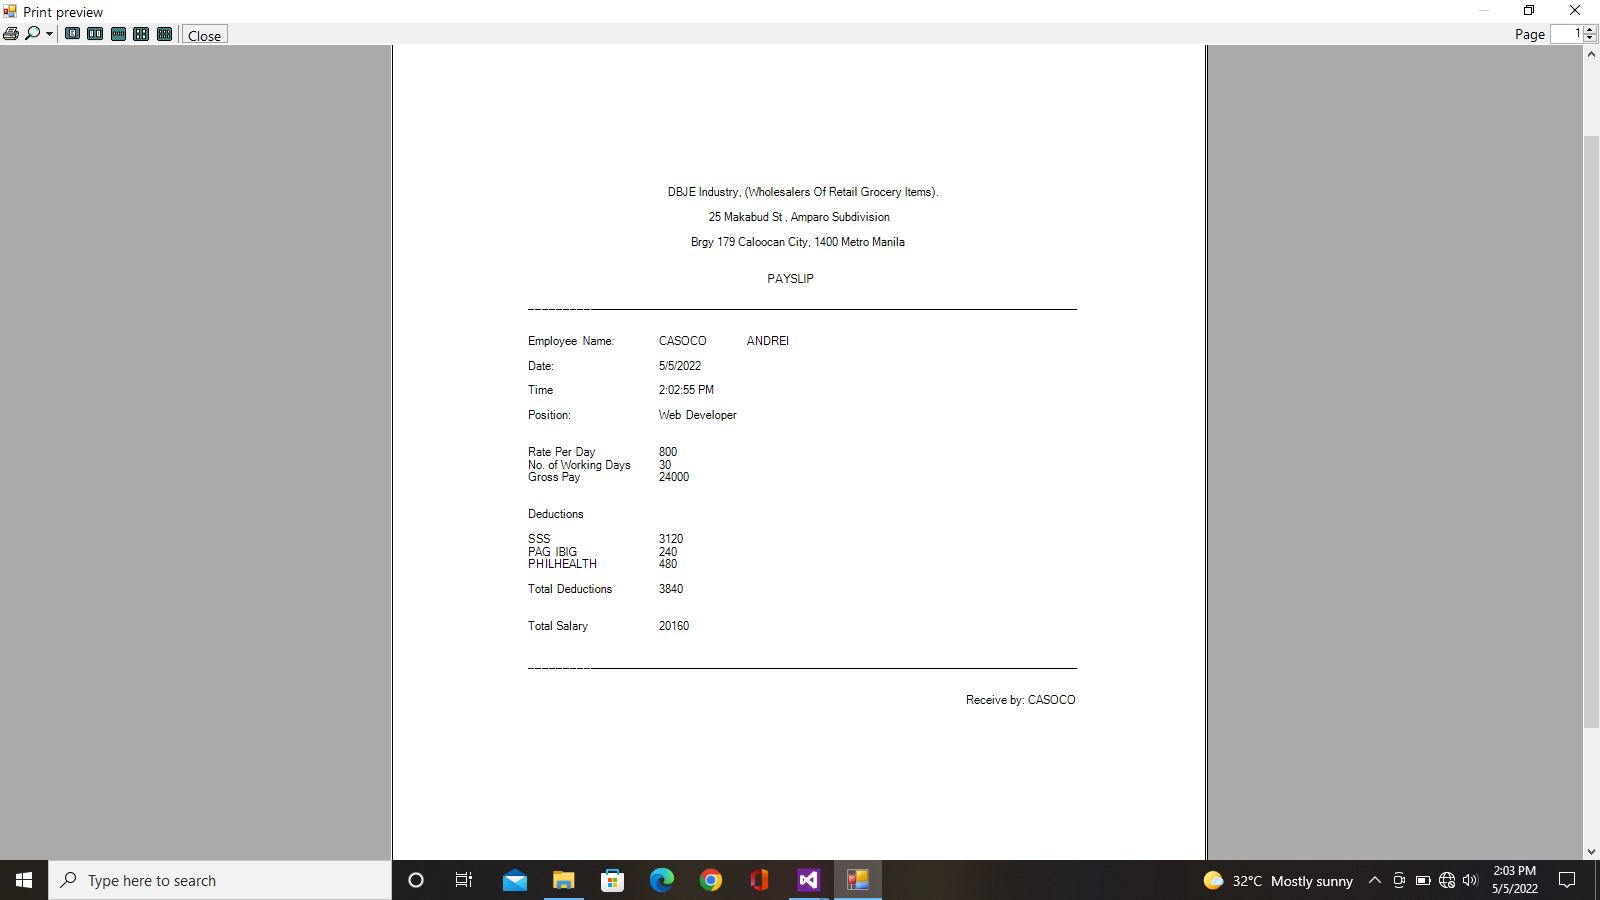 Print preview
Close
Page 1
DBJE Industry, (Wholesalers Of Retail Grocery Items).
25 Makabud St , Amparo Subdivision
Brgy 179 Caloocan City, 1400 Metro Manila
PAYSLIP
Employee Name: CASOCO ANDREI
Date: 5/5/2022
Time 2:02:55 PM
Position: Web Developer
Rate Per Day 800
No. of Working Days 30
Gross Pay 24000
Deductions
SSS 3120
PAG IBIG 240
PHILHEALTH 480
Total Deductions 3840
Total Salary 20160
Receive by: CASOCO
Type here to search
32°C Mostly sunny
2:03 PM
5/5/2022